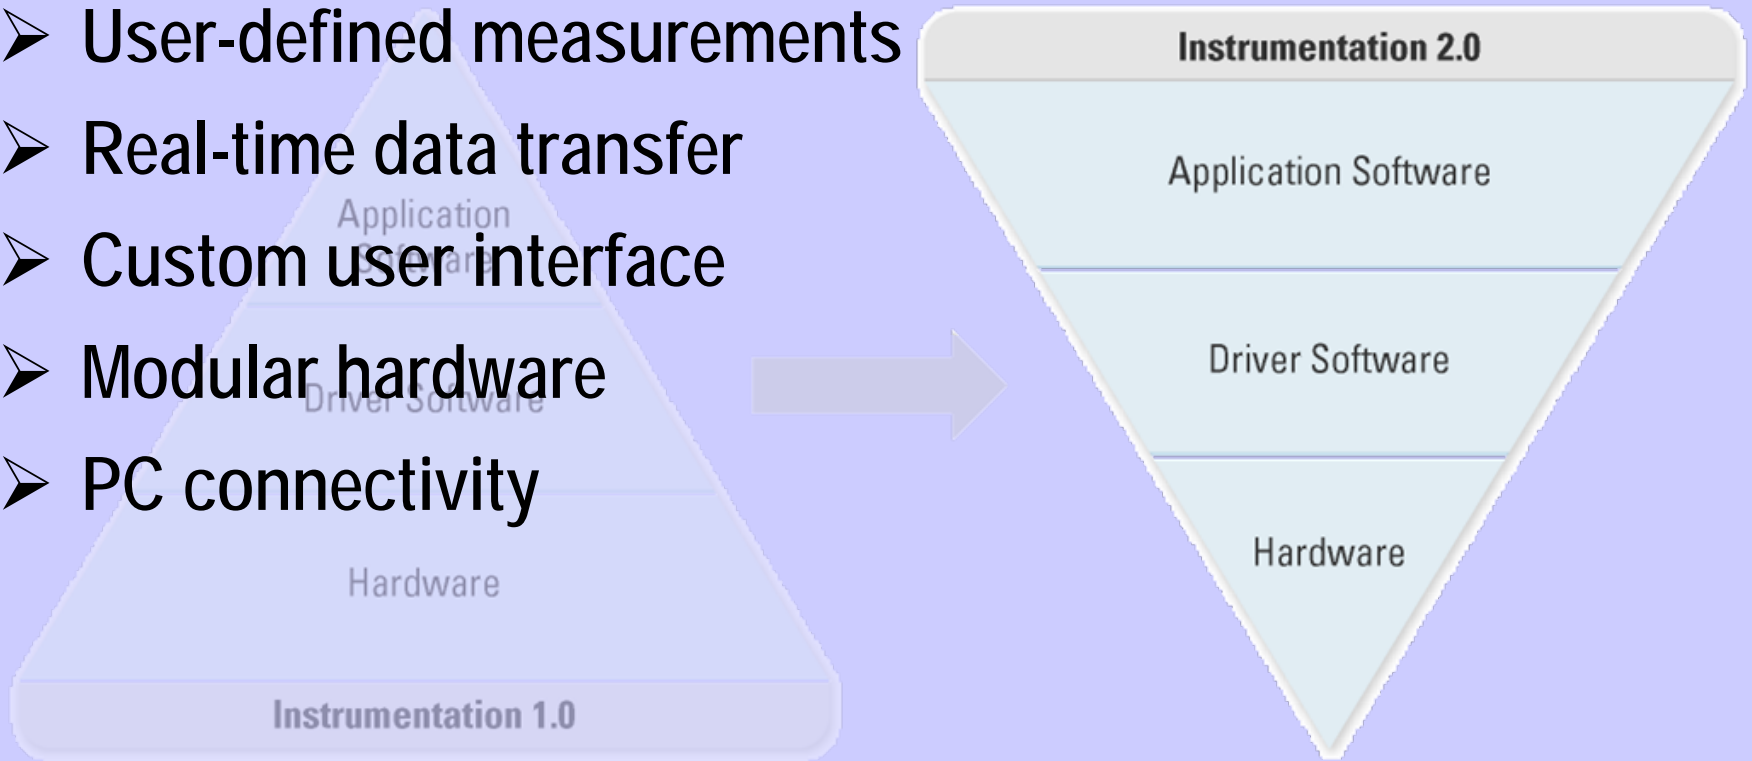 ➢ User-defined measurements
➢ Real-time data transfer
➢ Custom user interface
➢ Modular hardware
➢ PC connectivity
Application
Software
Driver Software
Hardware
Instrumentation 1.0
Instrumentation 2.0
Application Software
Driver Software
Hardware